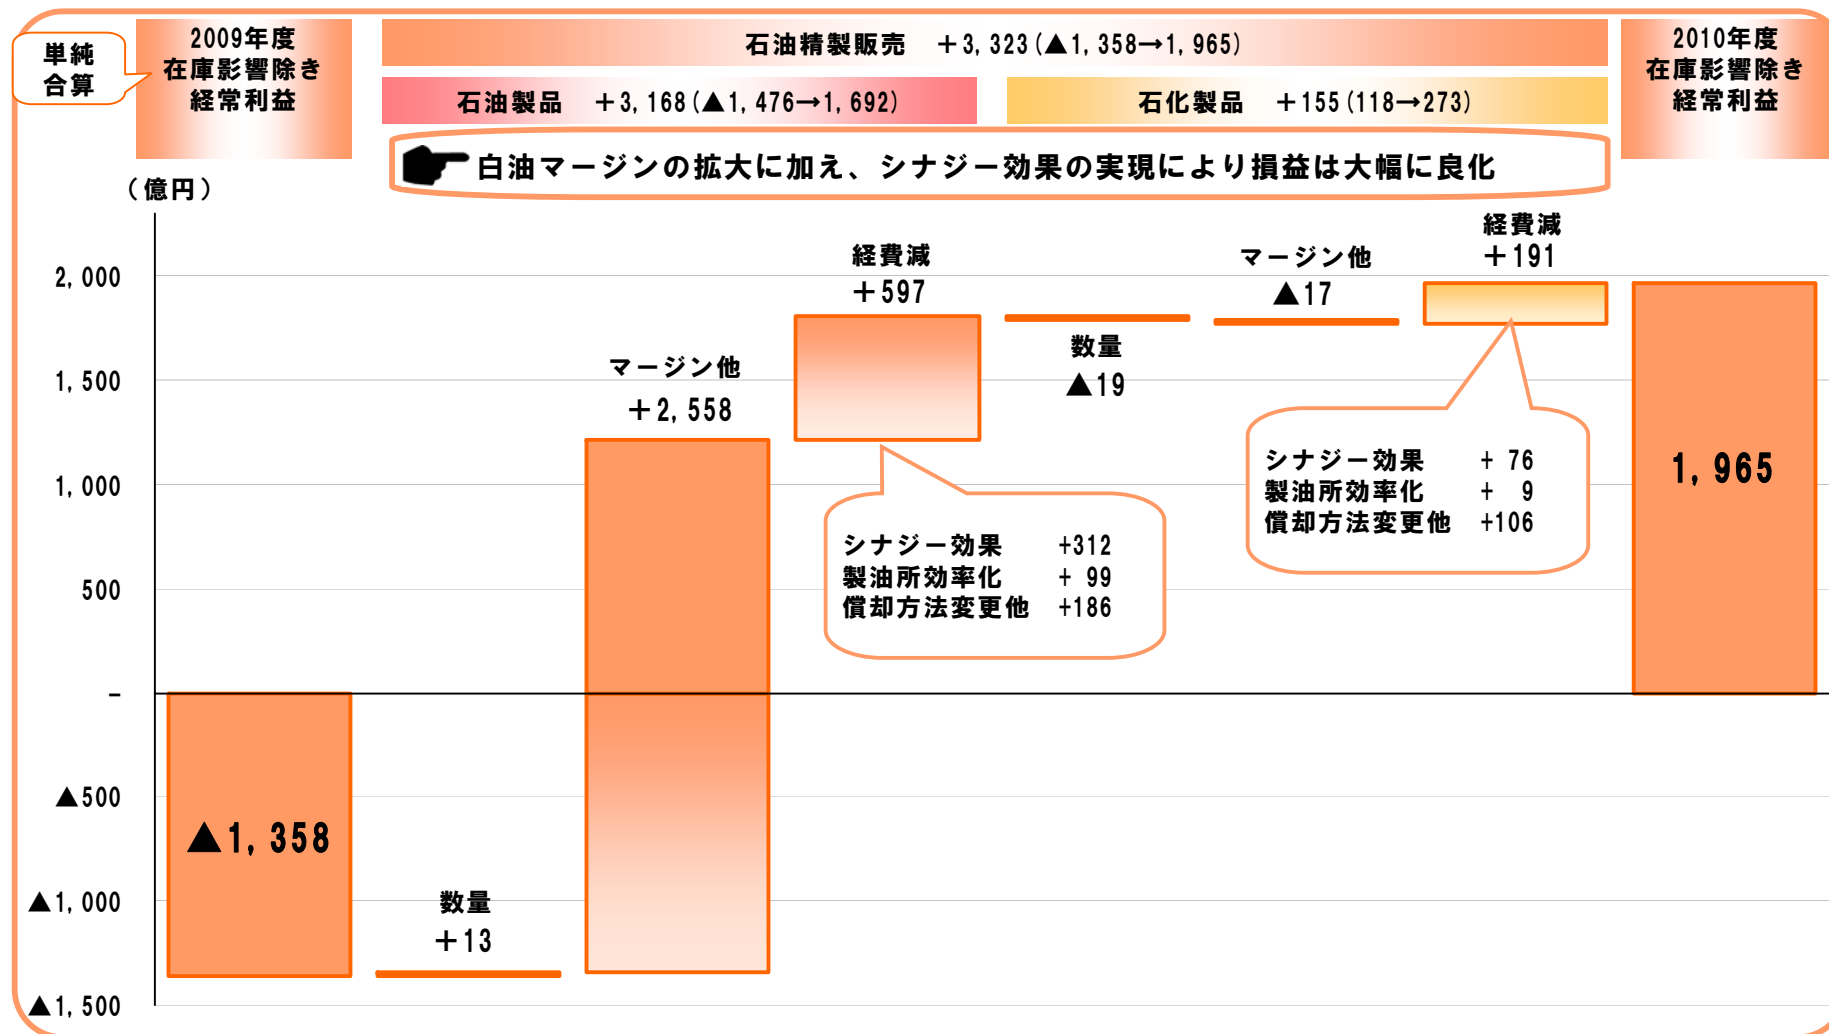 単純
合算
2009年度
在庫影響除き
経常利益
石油精製販売　＋3,323(▲1,358→1,965)
石油製品　＋3,168(▲1,476→1,692)
石化製品　＋155(118→273)
2010年度
在庫影響除き
経常利益
白油マージンの拡大に加え、シナジー効果の実現により損益は大幅に良化
（億円）
2,000
1,500
1,000
500
－
▲500
▲1,000
▲1,500
▲1,358
数量
＋13
マージン他
＋2,558
経費減
＋597
シナジー効果　+312
製油所効率化　+ 99
償却方法変更他　+186
数量
▲19
マージン他
▲17
経費減
＋191
シナジー効果　+ 76
製油所効率化　+ 9
償却方法変更他　+106
1,965